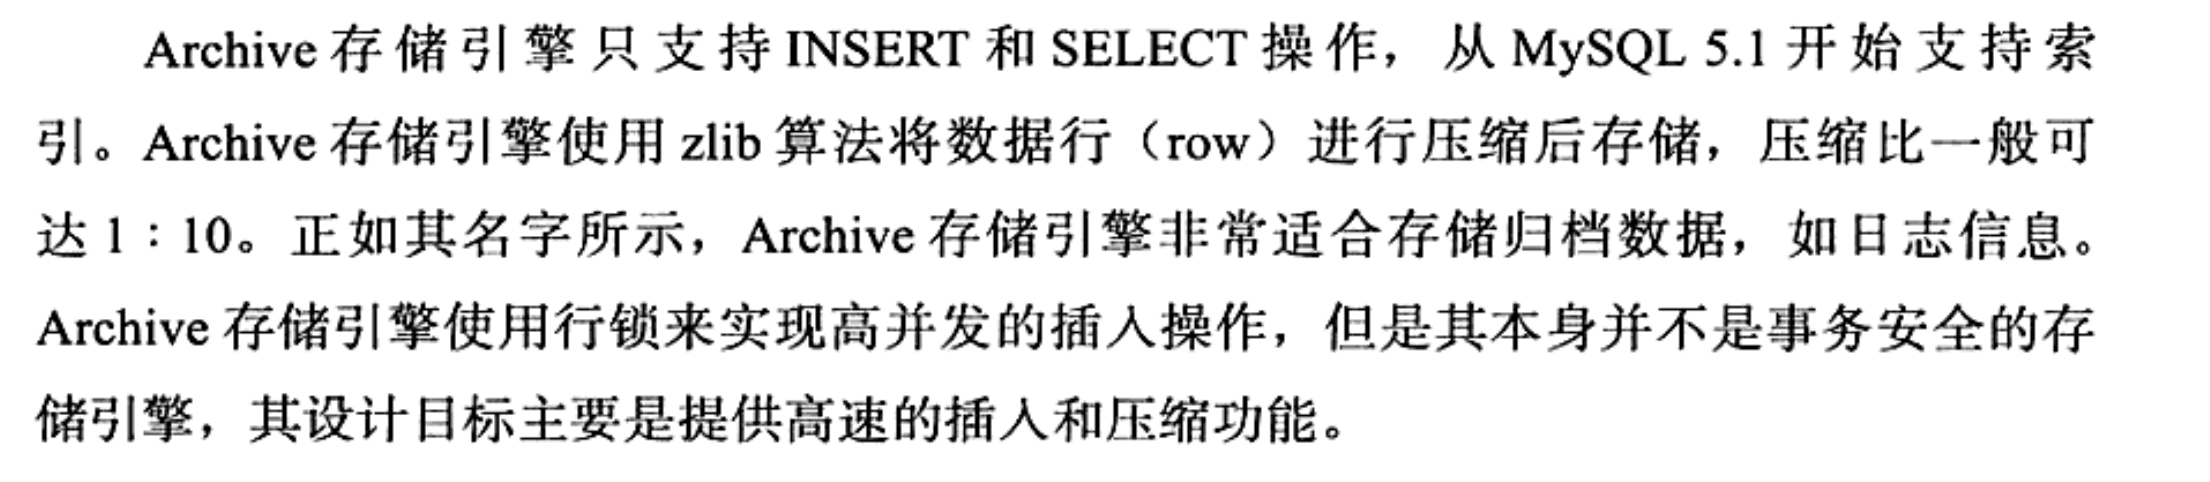 Archive 存储引擎只支持 INSERT 和 SELECT 操作，从 MySQL 5.1 开始支持索
引。Archive 存储引擎使用 zlib 算法将数据行（row）进行压缩后存储，压缩比一般可
达 1：10。正如其名字所示，Archive 存储引擎非常适合存储归档数据，如日志信息。
Archive 存储引擎使用行锁来实现高并发的插入操作，但是其本身并不是事务安全的存
储引擎，其设计目标主要是提供高速的插入和压缩功能。